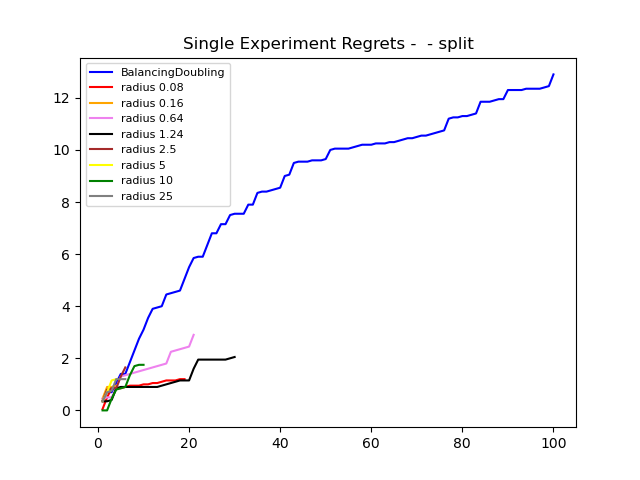 Single Experiment Regrets -  - split
BalancingDoubling
radius 0.08
radius 0.16
radius 0.64
radius 1.24
radius 2.5
radius 5
radius 10
radius 25
12
10
8
6
4
2
0
0 20 40 60 80 100